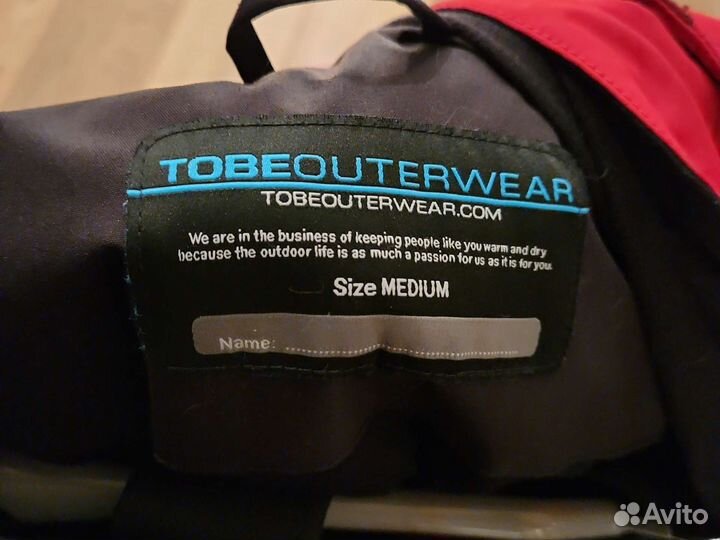 TOBEOUTERWEAR
TOBEOUTERWEAR.COM
We are in the business of keeping people like you warm and dry
because the outdoor life is as much a passion for us as it is for you.
Size MEDIUM
Name: ........................................................
Avito